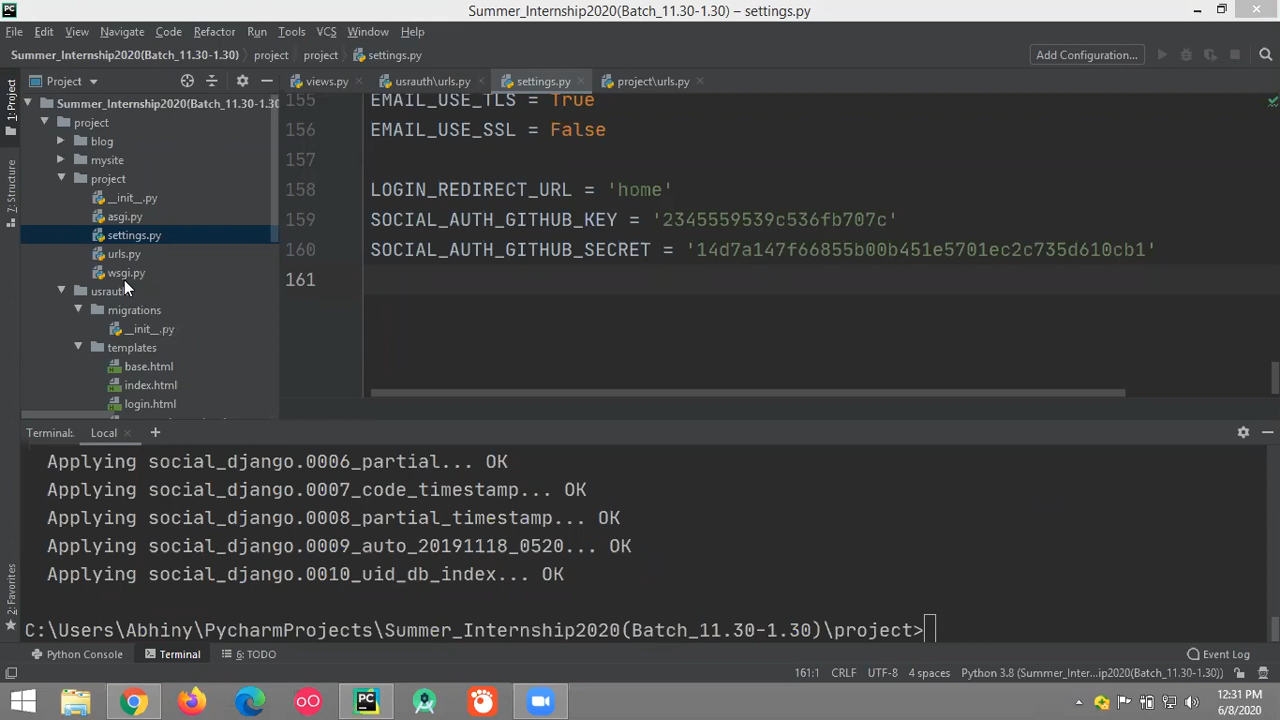 Summer_Internship2020(Batch_11.30-1.30) – settings.py
File Edit View Navigate Code Refactor Run Tools VCS Window Help
Summer_Internship2020(Batch_11.30-1.30) project project settings.py
Add Configuration...
Project
views.py usrauth\urls.py settings.py project\urls.py
1: Project
7: Structure
2: Favorites
Summer_Internship2020(Batch_11.30-1.30
project
blog
mysite
project
__init__.py
asgi.py
settings.py
urls.py
wsgi.py
migrations
__init__.py
templates
base.html
index.html
login.html
155 EMAIL_USE_TLS = True
156 EMAIL_USE_SSL = False
157
158 LOGIN_REDIRECT_URL = 'home'
159 SOCIAL_AUTH_GITHUB_KEY = '2345559539c536fb707c'
160 SOCIAL_AUTH_GITHUB_SECRET = '14d7a147f66855b00b451e5701ec2c735d610cb1'
161
Terminal: Local
Applying social_django.0006_partial... OK
Applying social_django.0007_code_timestamp... OK
Applying social_django.0008_partial_timestamp... OK
Applying social_django.0009_auto_20191118_0520... OK
Applying social_django.0010_uid_db_index... OK
C:\Users\Abhiny\PycharmProjects\Summer_Internship2020(Batch_11.30-1.30)\project>
Python Console Terminal 6: TODO Event Log
161:1 CRLF UTF-8 4 spaces Python 3.8 (Summer_Inter...ip2020(Batch_11.30-1.30))
12:31 PM
6/8/2020